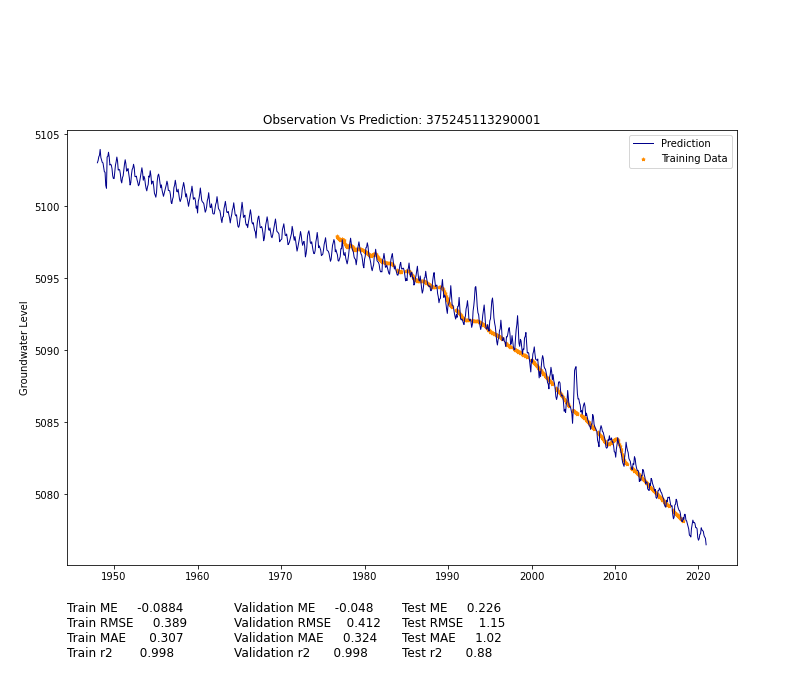 Observation Vs Prediction: 375245113290001
Prediction
Training Data
5105
5100
5095
5090
5085
5080
Groundwater Level
1950 1960 1970 1980 1990 2000 2010 2020
Train ME -0.0884 Validation ME -0.048 Test ME 0.226
Train RMSE 0.389 Validation RMSE 0.412 Test RMSE 1.15
Train MAE 0.307 Validation MAE 0.324 Test MAE 1.02
Train r2 0.998 Validation r2 0.998 Test r2 0.88